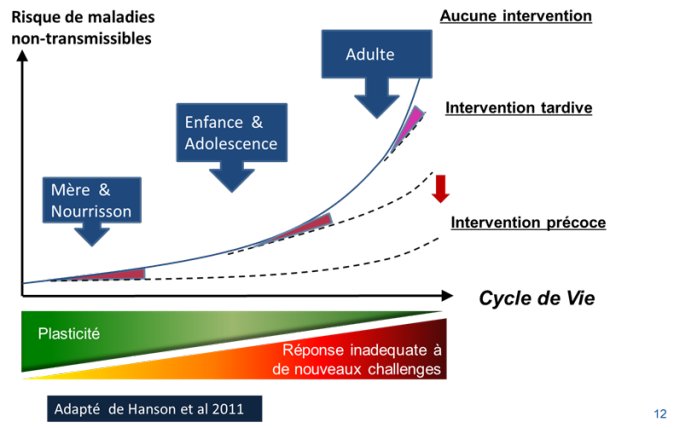 Risque de maladies
non-transmissibles
Aucune intervention
Adulte
Intervention tardive
Enfance &
Adolescence
Mère &
Nourrisson
Intervention précoce
Cycle de Vie
Plasticité
Réponse inadequate à
de nouveaux challenges
Adapté de Hanson et al 2011
12